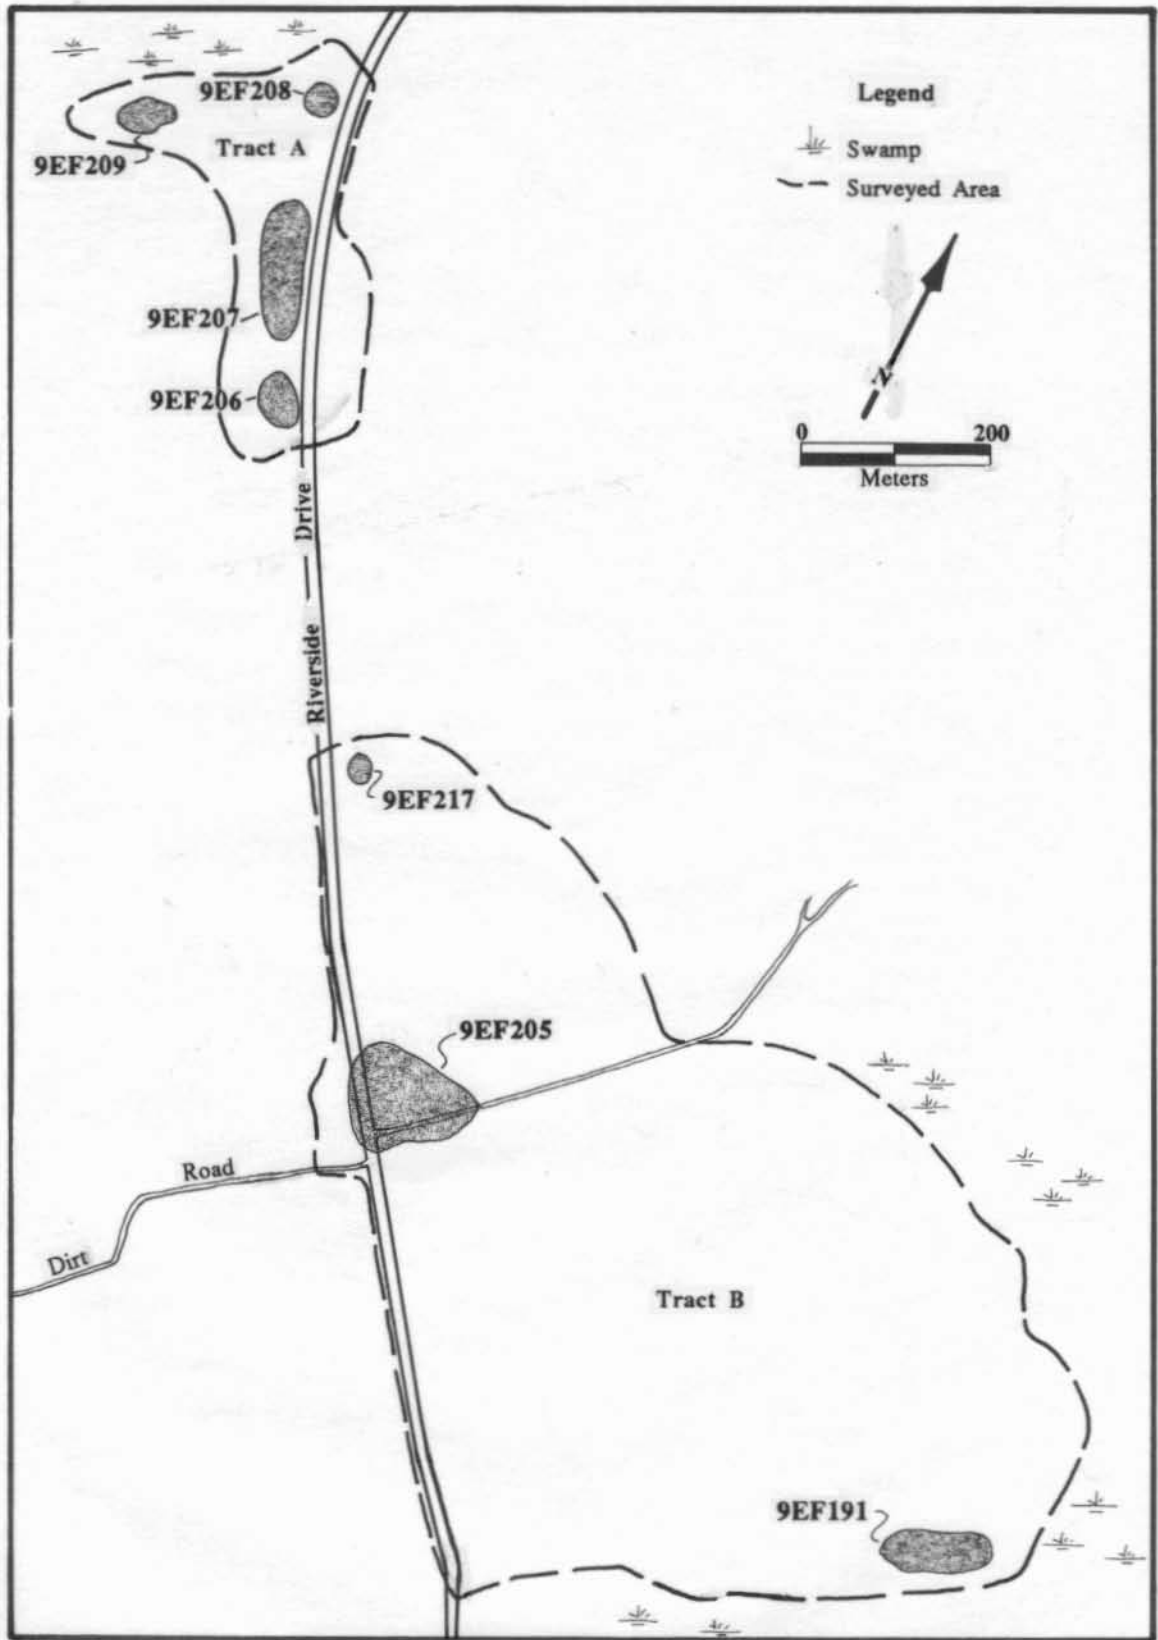 9EF208
Legend
Tract A
Swamp
9EF209
Surveyed Area
9EF207
N
9EF206
0 200
Meters
Riverside Drive
9EF217
9EF205
Dirt Road
Tract B
9EF191